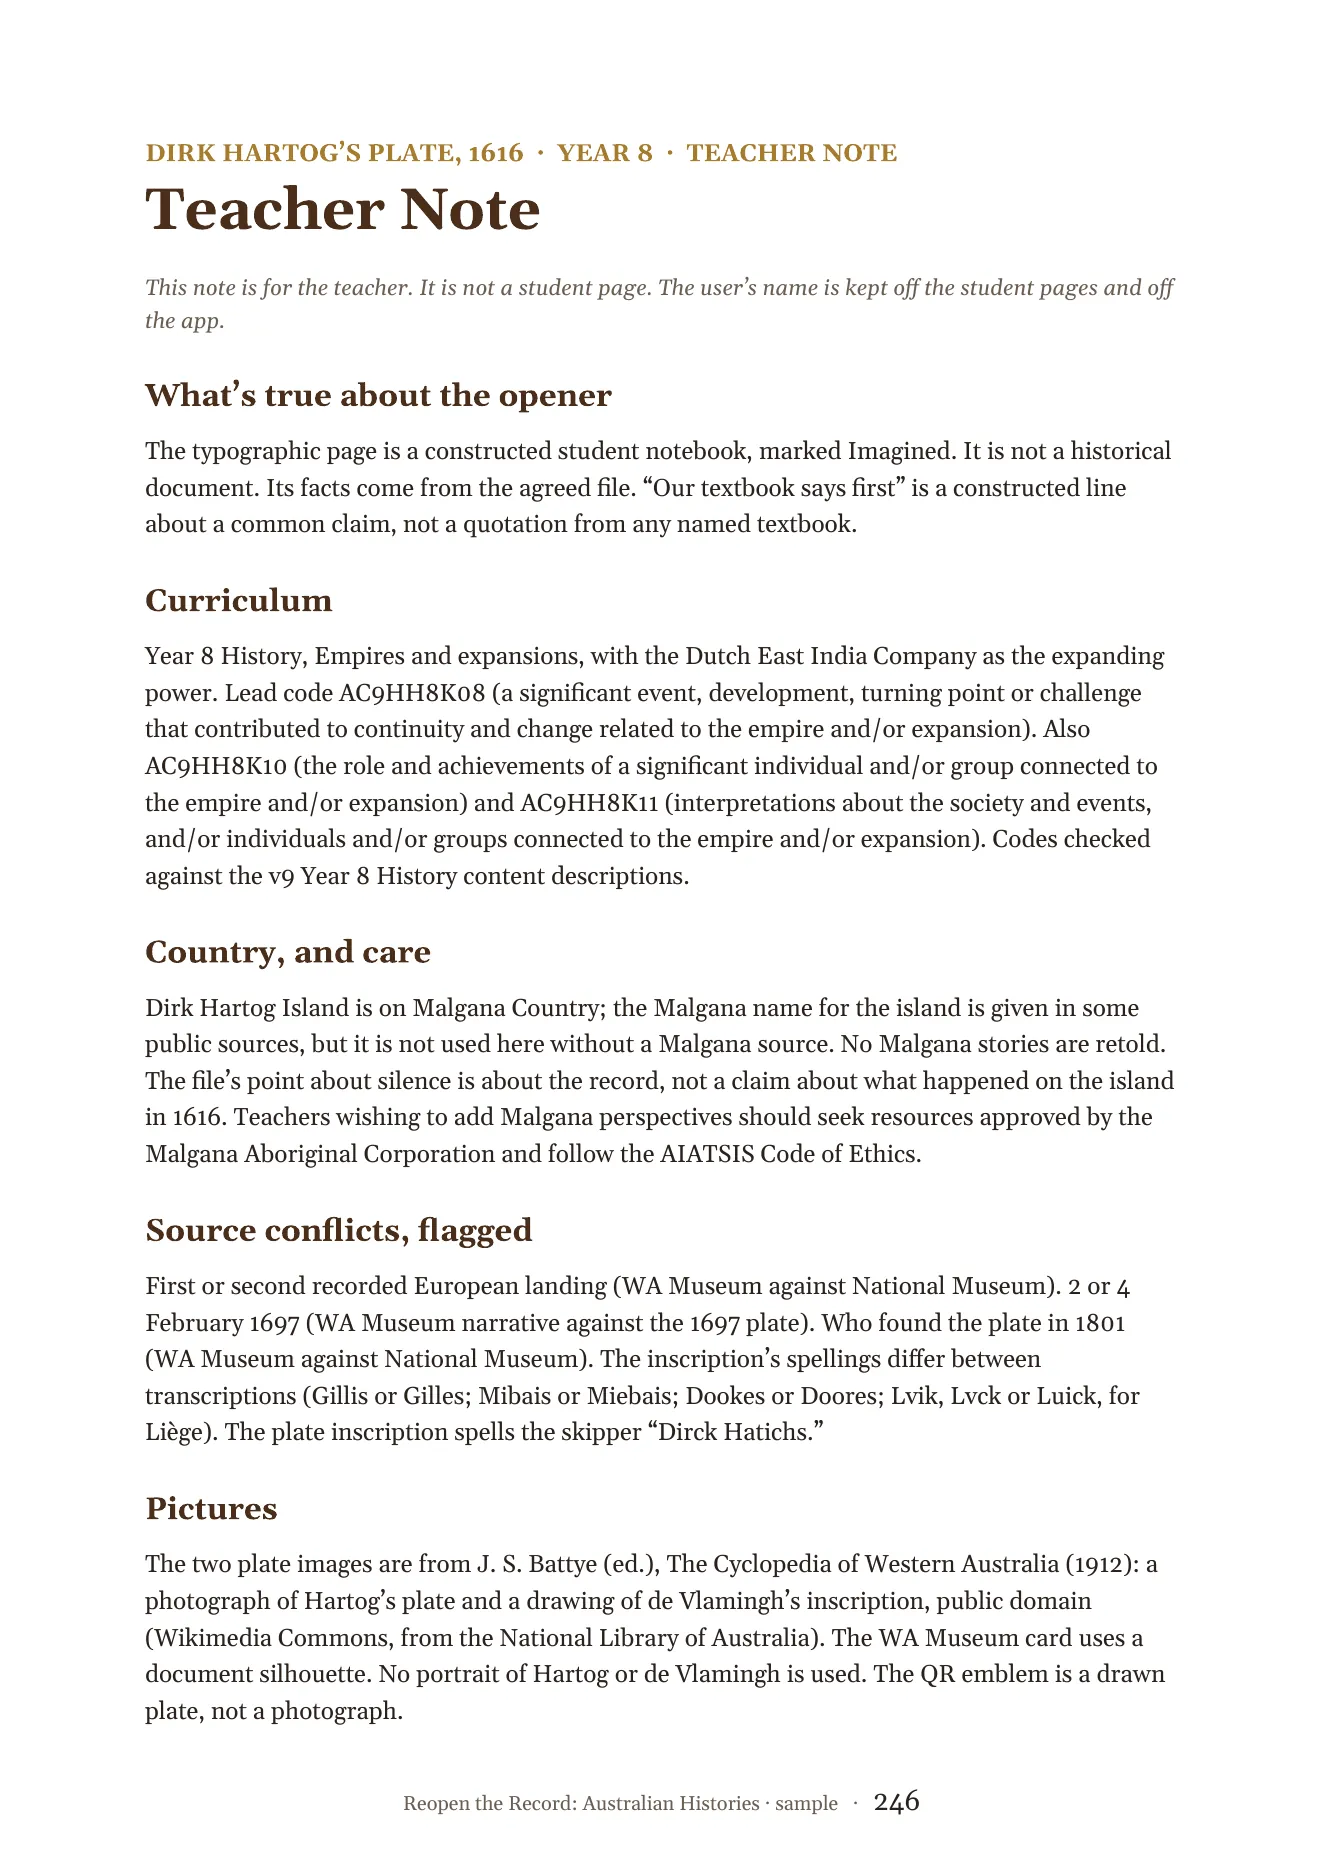 DIRK HARTOG’S PLATE, 1616 · YEAR 8 · TEACHER NOTE
Teacher Note
This note is for the teacher. It is not a student page. The user’s name is kept off the student pages and off
the app.
What’s true about the opener
The typographic page is a constructed student notebook, marked Imagined. It is not a historical
document. Its facts come from the agreed file. “Our textbook says first” is a constructed line
about a common claim, not a quotation from any named textbook.
Curriculum
Year 8 History, Empires and expansions, with the Dutch East India Company as the expanding
power. Lead code AC9HH8K08 (a significant event, development, turning point or challenge
that contributed to continuity and change related to the empire and/or expansion). Also
AC9HH8K10 (the role and achievements of a significant individual and/or group connected to
the empire and/or expansion) and AC9HH8K11 (interpretations about the society and events,
and/or individuals and/or groups connected to the empire and/or expansion). Codes checked
against the v9 Year 8 History content descriptions.
Country, and care
Dirk Hartog Island is on Malgana Country; the Malgana name for the island is given in some
public sources, but it is not used here without a Malgana source. No Malgana stories are retold.
The file’s point about silence is about the record, not a claim about what happened on the island
in 1616. Teachers wishing to add Malgana perspectives should seek resources approved by the
Malgana Aboriginal Corporation and follow the AIATSIS Code of Ethics.
Source conflicts, flagged
First or second recorded European landing (WA Museum against National Museum). 2 or 4
February 1697 (WA Museum narrative against the 1697 plate). Who found the plate in 1801
(WA Museum against National Museum). The inscription’s spellings differ between
transcriptions (Gillis or Gilles; Mibais or Miebais; Dookes or Doores; Lvik, Lvck or Luick, for
Liège). The plate inscription spells the skipper “Dirck Hatichs.”
Pictures
The two plate images are from J. S. Battye (ed.), The Cyclopedia of Western Australia (1912): a
photograph of Hartog’s plate and a drawing of de Vlamingh’s inscription, public domain
(Wikimedia Commons, from the National Library of Australia). The WA Museum card uses a
document silhouette. No portrait of Hartog or de Vlamingh is used. The QR emblem is a drawn
plate, not a photograph.
Reopen the Record: Australian Histories · sample · 246